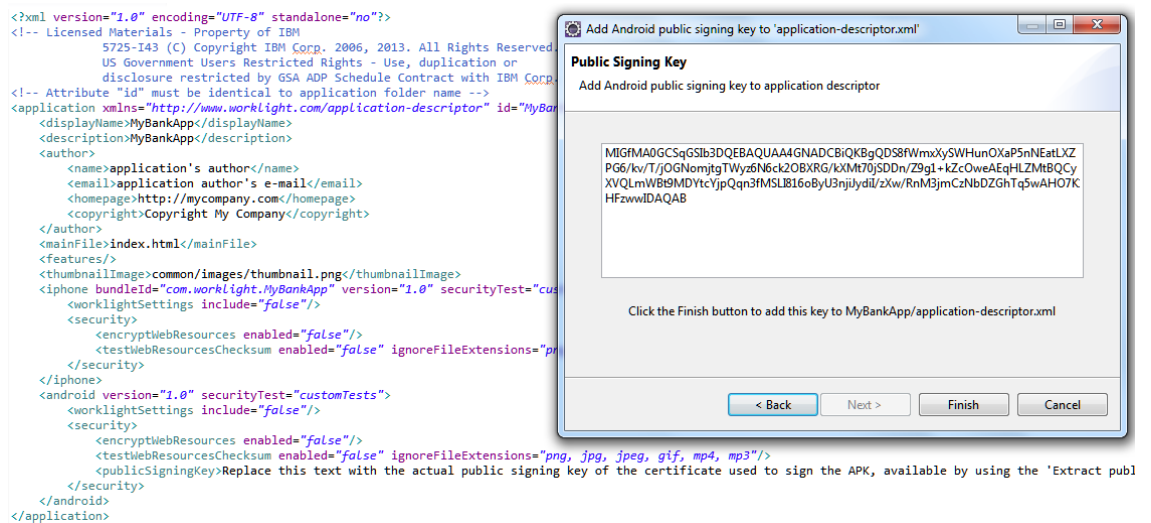 <?xml version="1.0" encoding="UTF-8" standalone="no"?>
<!-- Licensed Materials - Property of IBM
5725-I43 (C) Copyright IBM Corp. 2006, 2013. All Rights Reserved.
US Government Users Restricted Rights - Use, duplication or
disclosure restricted by GSA ADP Schedule Contract with IBM Corp.
<!-- Attribute "id" must be identical to application folder name -->
<application xmlns="http://www.worklight.com/application-descriptor" id="MyBan
<displayName>MyBankApp</displayName>
<description>MyBankApp</description>
<author>
<name>application's author</name>
<email>application author's e-mail</email>
<homepage>http://mycompany.com</homepage>
<copyright>Copyright My Company</copyright>
</author>
<mainFile>index.html</mainFile>
<features/>
<thumbnailImage>common/images/thumbnail.png</thumbnailImage>
<iphone bundleId="com.worklight.MyBankApp" version="1.0" securityTest="cus
<worklightSettings include="false"/>
<security>
<encryptWebResources enabled="false"/>
<testWebResourcesChecksum enabled="false" ignoreFileExtensions="pn
</security>
</iphone>
<android version="1.0" securityTest="customTests">
<worklightSettings include="false"/>
<security>
<encryptWebResources enabled="false"/>
<testWebResourcesChecksum enabled="false" ignoreFileExtensions="png, jpg, jpeg, gif, mp4, mp3"/>
<publicSigningKey>Replace this text with the actual public signing key of the certificate used to sign the APK, available by using the 'Extract publ
</security>
</android>
</application>
Add Android public signing key to 'application-descriptor.xml'
Public Signing Key
Add Android public signing key to application descriptor
MIGfMA0GCSqGSIb3DQEBAQUAA4GNADCBiQKBgQDS8fWmxXySWHunOXaP5nNEatLXZ
PG6/kv/T/jOGNomjtgTWyz6N6ck2OBXRG/kXMt70jSDDn/Z9g1+kZcOweAEqHLZMtBQCy
XVQLmWBt9MDYtcYjpQqn3fMSLI816oByU3njiJydiI/zXw/RnM3jmCzNbDZGhTq5wAHO7K
HFzwwIDAQAB
Click the Finish button to add this key to MyBankApp/application-descriptor.xml
< Back
Next >
Finish
Cancel